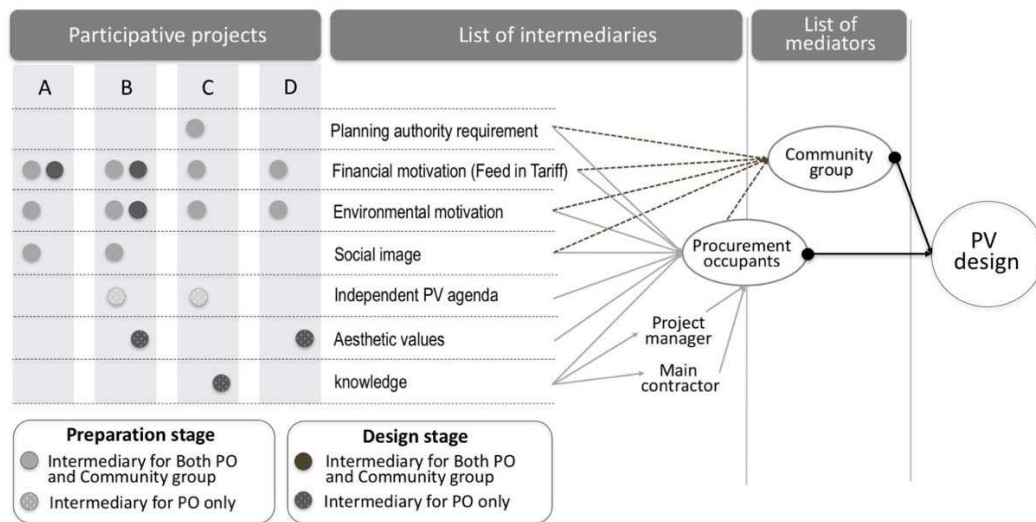 Participative projects
List of intermediaries
List of
mediators
A
B
C
D
Planning authority requirement
Financial motivation (Feed in Tariff)
Environmental motivation
Social image
Independent PV agenda
Aesthetic values
knowledge
Community
group
Procurement
occupants
Project
manager
Main
contractor
PV
design
Preparation stage
Intermediary for Both PO
and Community group
Intermediary for PO only
Design stage
Intermediary for Both PO
and Community group
Intermediary for PO only